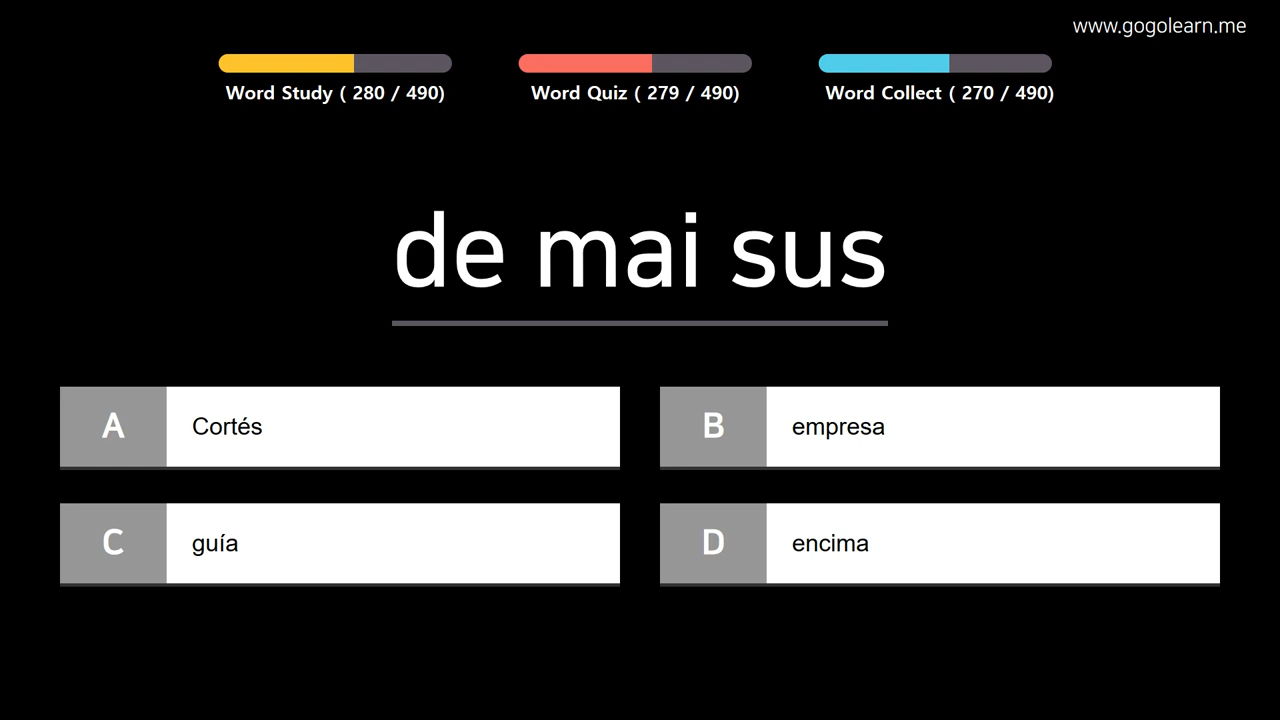 www.gogolearn.me
Word Study ( 280 / 490)
Word Quiz ( 279 / 490)
Word Collect ( 270 / 490)
de mai sus
A Cortés
B empresa
C guía
D encima